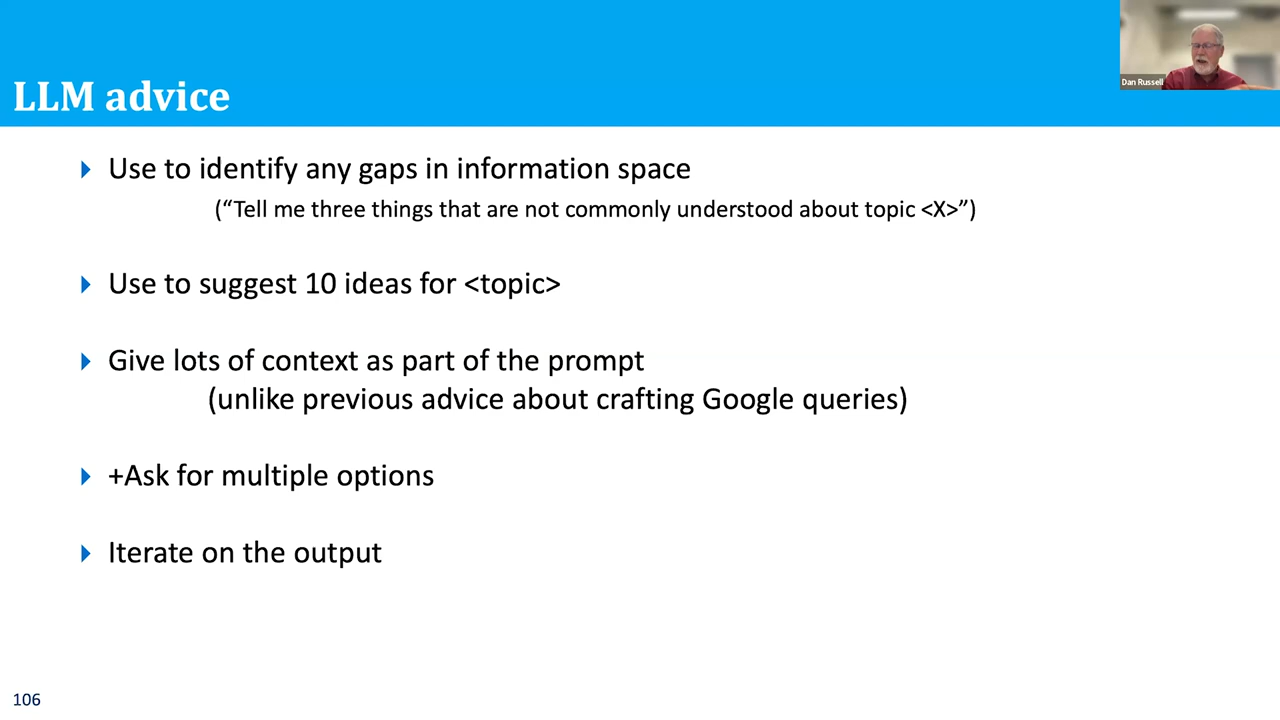 Dan Russell
LLM advice
Use to identify any gaps in information space
(“Tell me three things that are not commonly understood about topic <X>”)
Use to suggest 10 ideas for <topic>
Give lots of context as part of the prompt
(unlike previous advice about crafting Google queries)
+Ask for multiple options
Iterate on the output
106